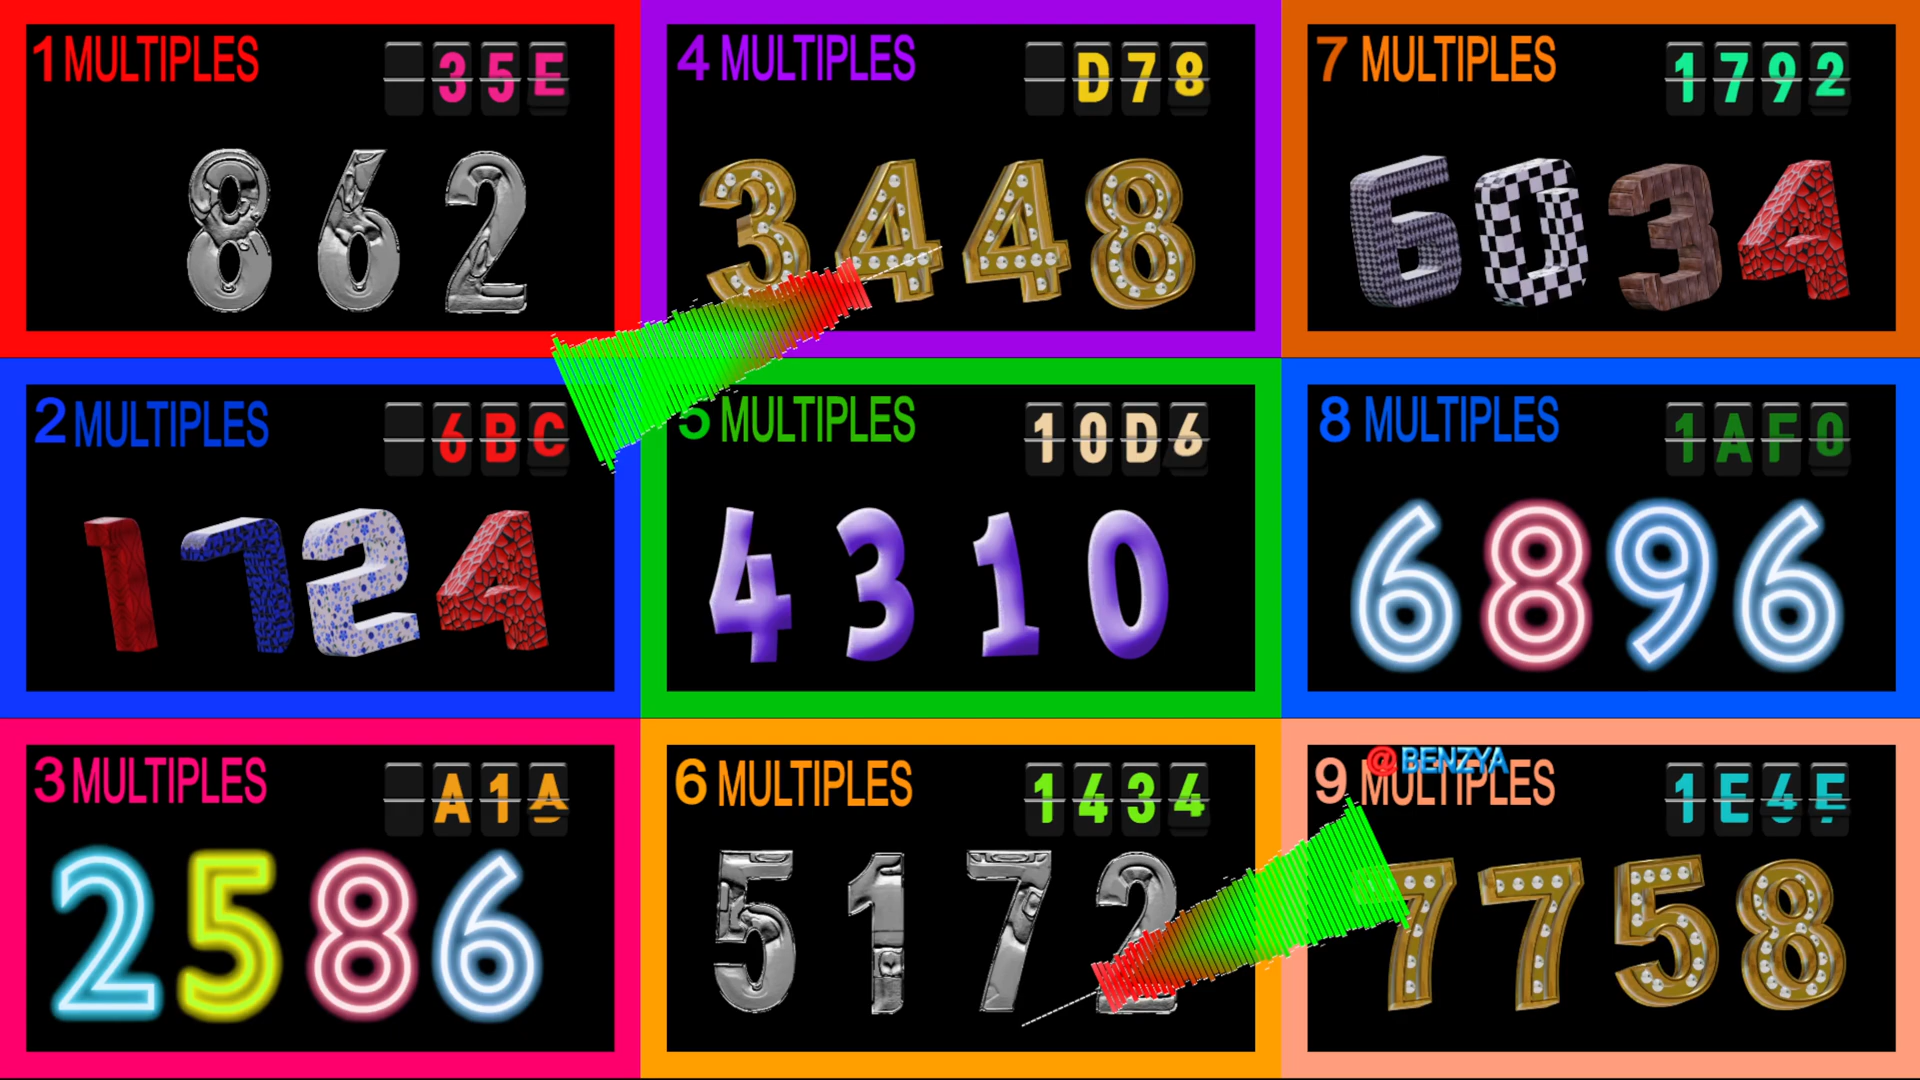 1 MULTIPLES 35E
862
4 MULTIPLES D78
3448
7 MULTIPLES 1792
6034
2 MULTIPLES 6BC
1724
5 MULTIPLES 10D6
4310
8 MULTIPLES 1AF0
6896
3 MULTIPLES A1A
2586
6 MULTIPLES 1434
5172
@BENZYA
9 MULTIPLES 1E4E
7758